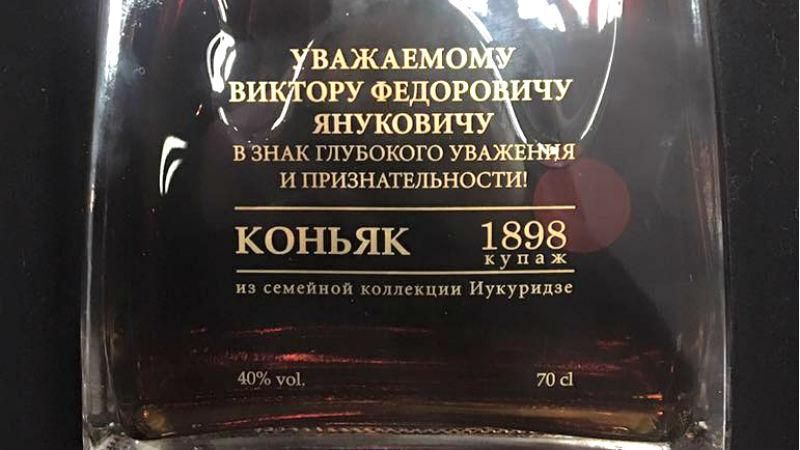 УВАЖАЕМОМУ
ВИКТОРУ ФЕДОРОВИЧУ
ЯНУКОВИЧУ
В ЗНАК ГЛУБОКОГО УВАЖЕНИЯ
И ПРИЗНАТЕЛЬНОСТИ!
КОНЬЯК 1898
купаж
из семейной коллекции Иукуридзе
40% vol. 70 cl